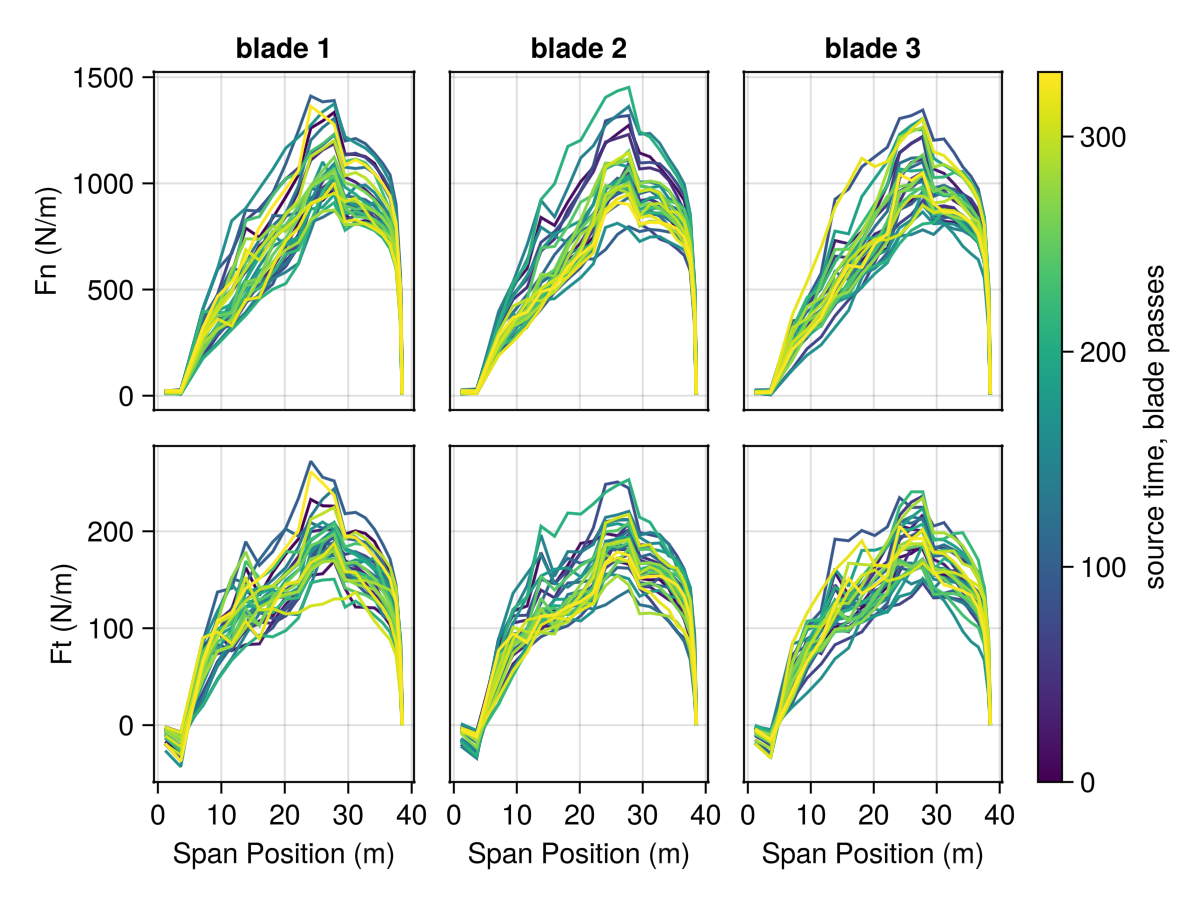 blade 1
blade 2
blade 3
Fn (N/m)
1500
1000
500
0
Ft (N/m)
200
100
0
0 10 20 30 40
0 10 20 30 40
0 10 20 30 40
Span Position (m)
Span Position (m)
Span Position (m)
300
200
100
0
source time, blade passes